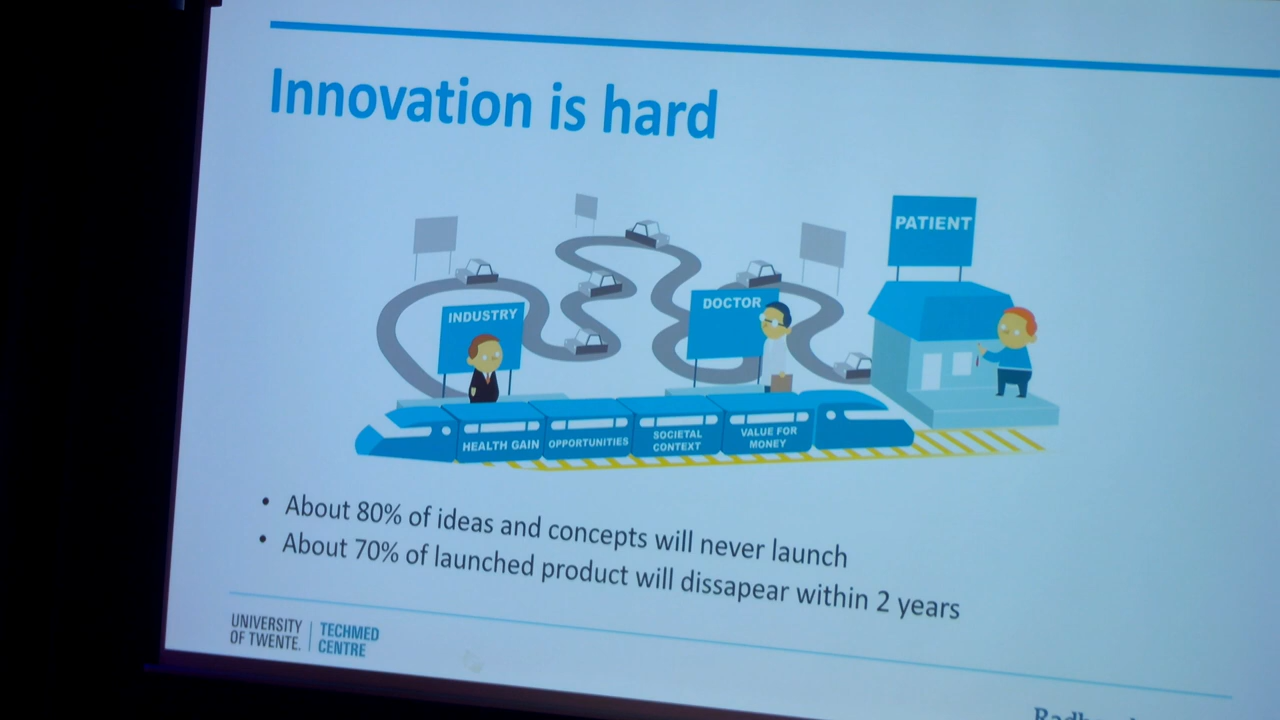 Innovation is hard
PATIENT
DOCTOR
INDUSTRY
HEALTH GAIN
OPPORTUNITIES
SOCIETAL
CONTEXT
VALUE FOR
MONEY
• About 80% of ideas and concepts will never launch
• About 70% of launched product will dissapear within 2 years
UNIVERSITY
OF TWENTE.
TECHMED
CENTRE